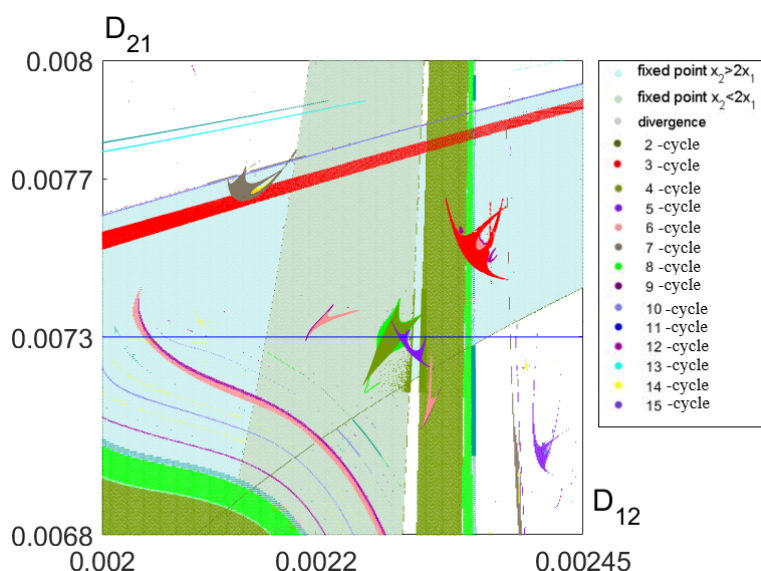 D21
0.008
0.0077
0.0073
0.0068
0.002
0.0022
0.00245
D12
fixed point x2>2x1
fixed point x2<2x1
divergence
2 -cycle
3 -cycle
4 -cycle
5 -cycle
6 -cycle
7 -cycle
8 -cycle
9 -cycle
10 -cycle
11 -cycle
12 -cycle
13 -cycle
14 -cycle
15 -cycle